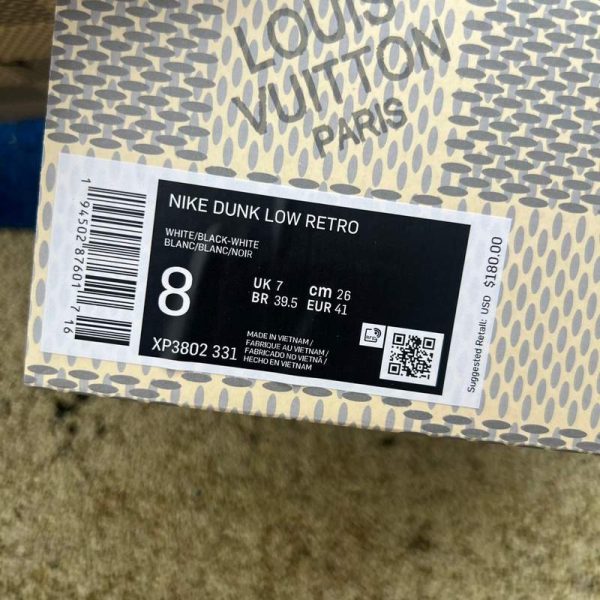 LOUIS
VUITTON
PARIS
NIKE DUNK LOW RETRO
WHITE/BLACK-WHITE
BLANC/BLANC/NOIR
8
UK 7 cm 26
BR 39.5 EUR 41
XP3802 331
MADE IN VIETNAM /
FABRIQUE AU VIETNAM /
FABRICADO NO VIETNÃ /
HECHO EN VIETNAM
1 94502 87601 7 16
Suggested Retail: USD $180.00